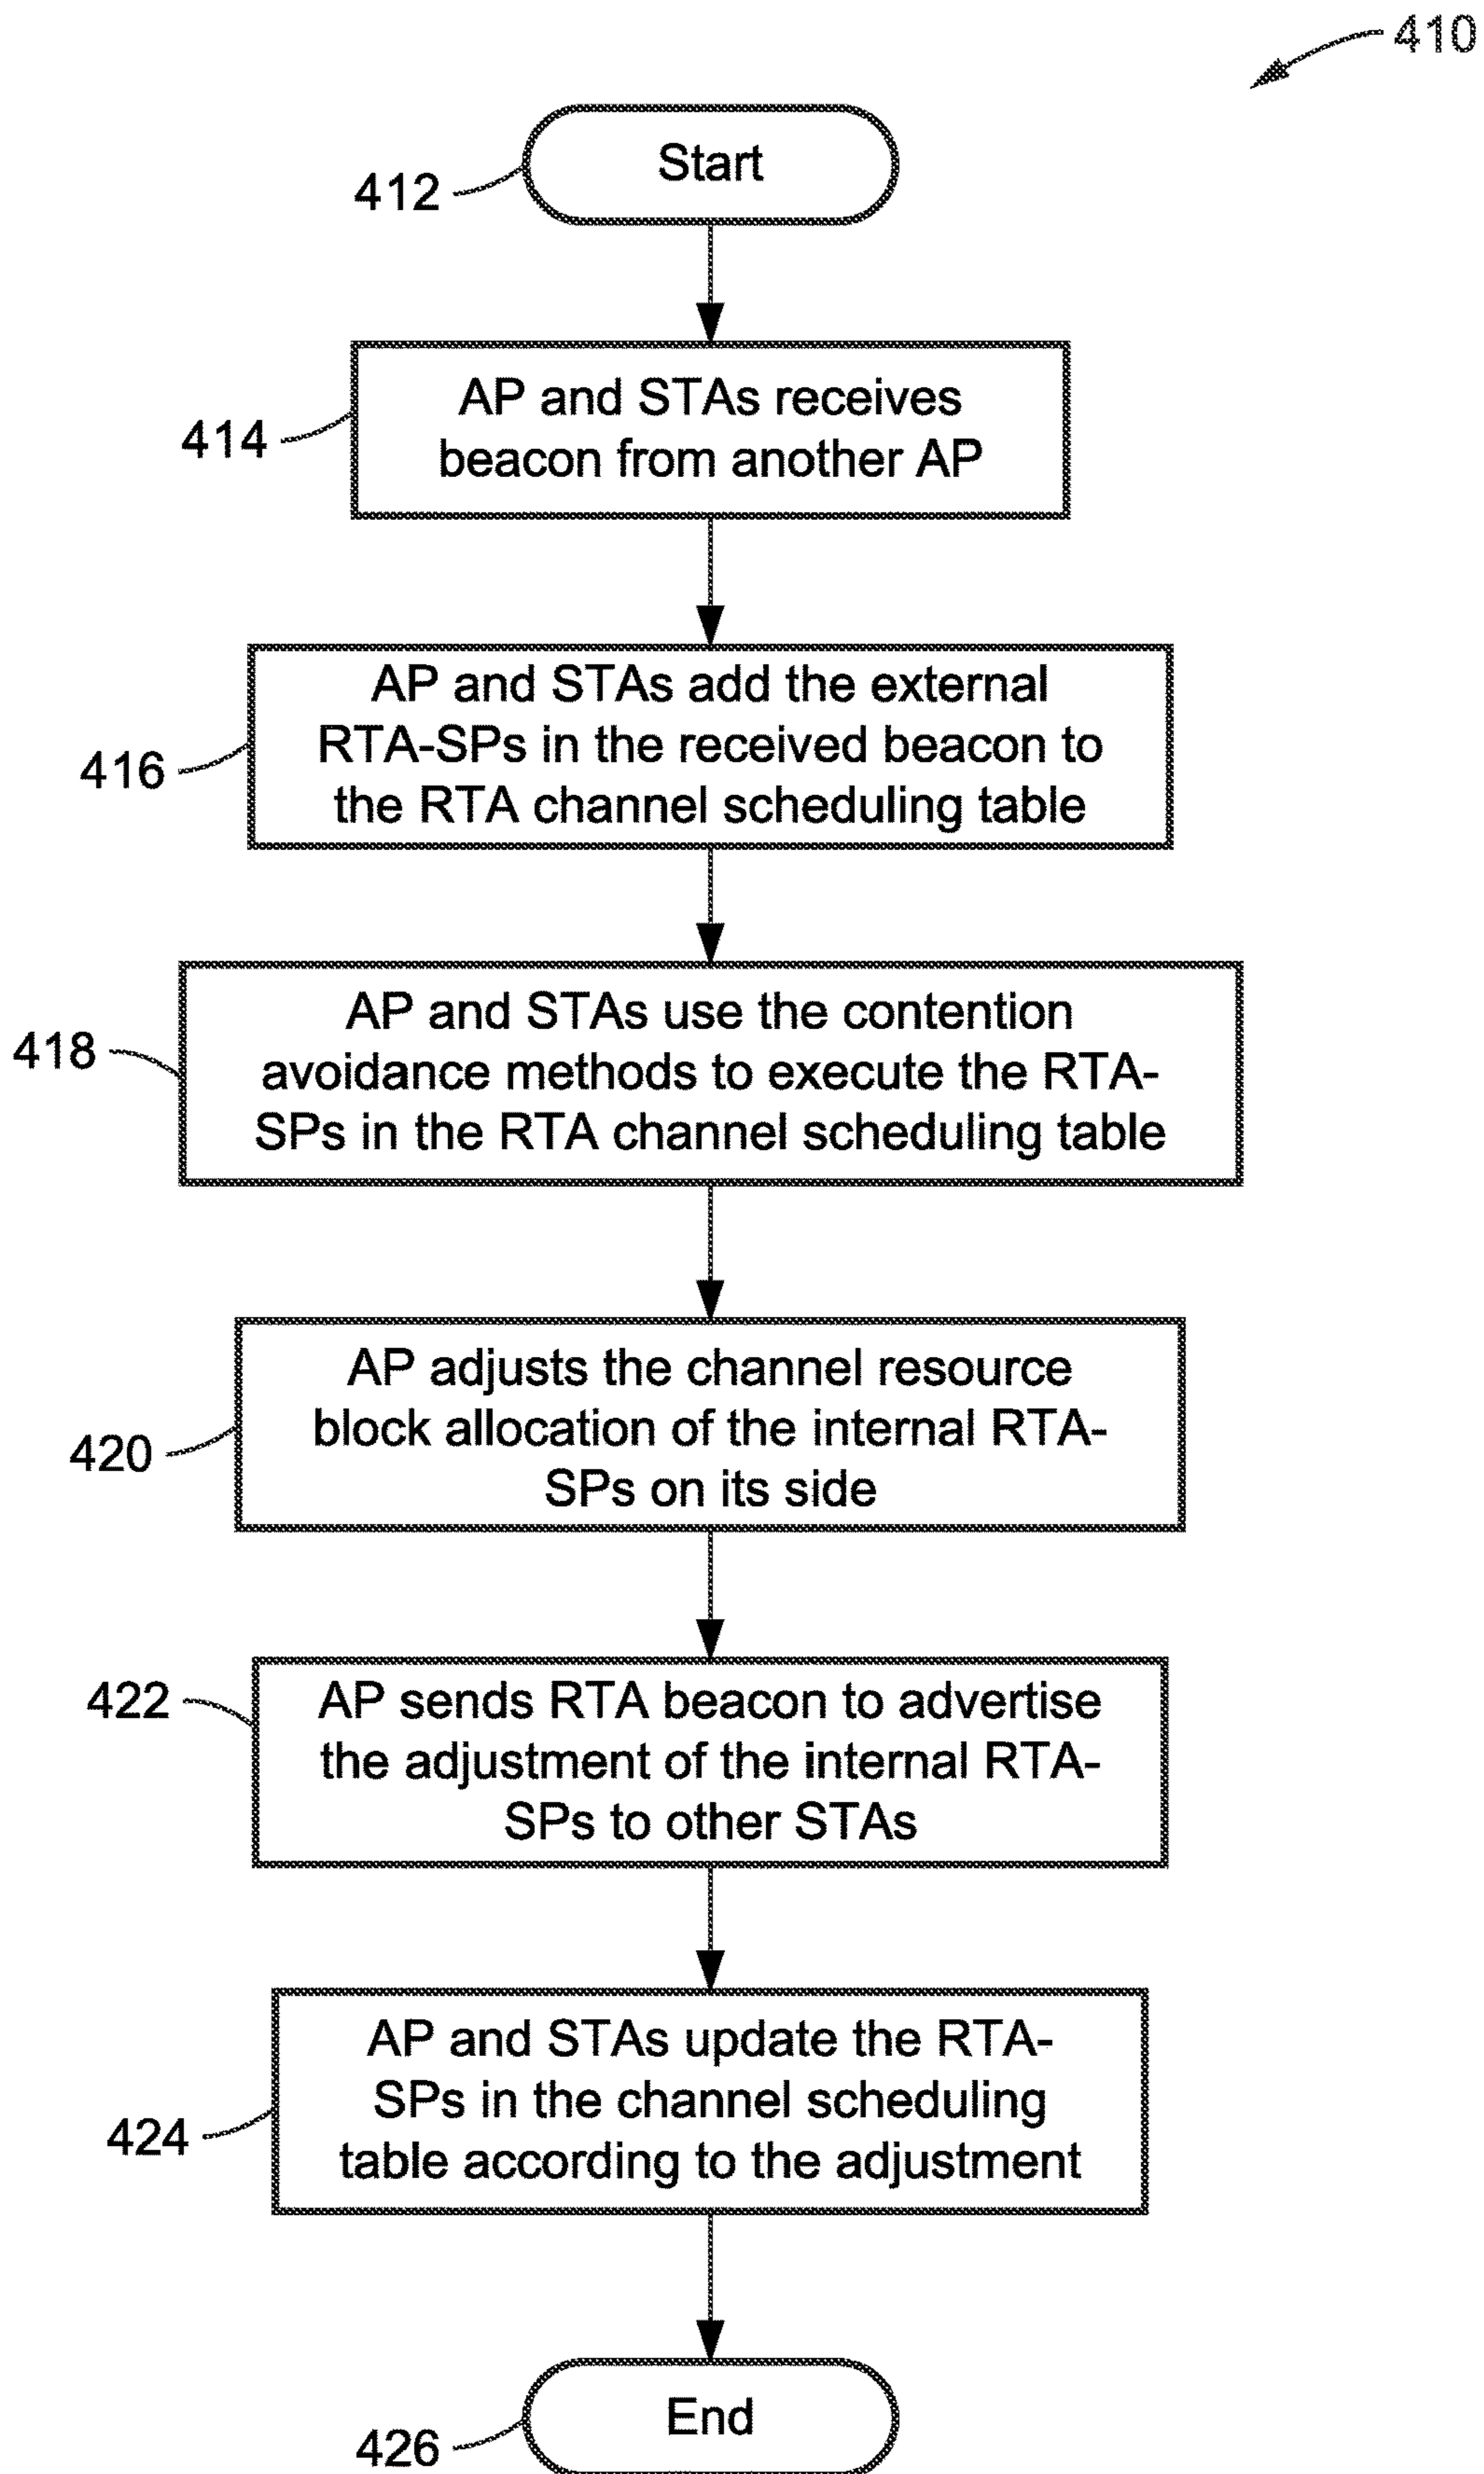 410
Start
412
AP and STAs receives
beacon from another AP
414
AP and STAs add the external
RTA-SPs in the received beacon to
the RTA channel scheduling table
416
AP and STAs use the contention
avoidance methods to execute the RTA-
SPs in the RTA channel scheduling table
418
AP adjusts the channel resource
block allocation of the internal RTA-
SPs on its side
420
AP sends RTA beacon to advertise
the adjustment of the internal RTA-
SPs to other STAs
422
AP and STAs update the RTA-
SPs in the channel scheduling
table according to the adjustment
424
End
426